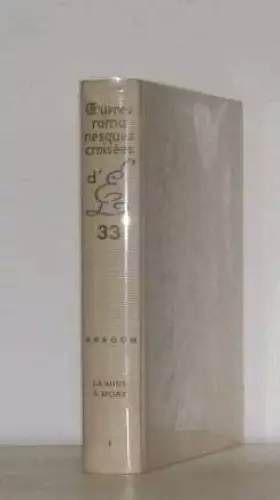 Œuvres
roma
nesques
croisées
d'E
33
ARAGON
LA MISE
A MORT
I